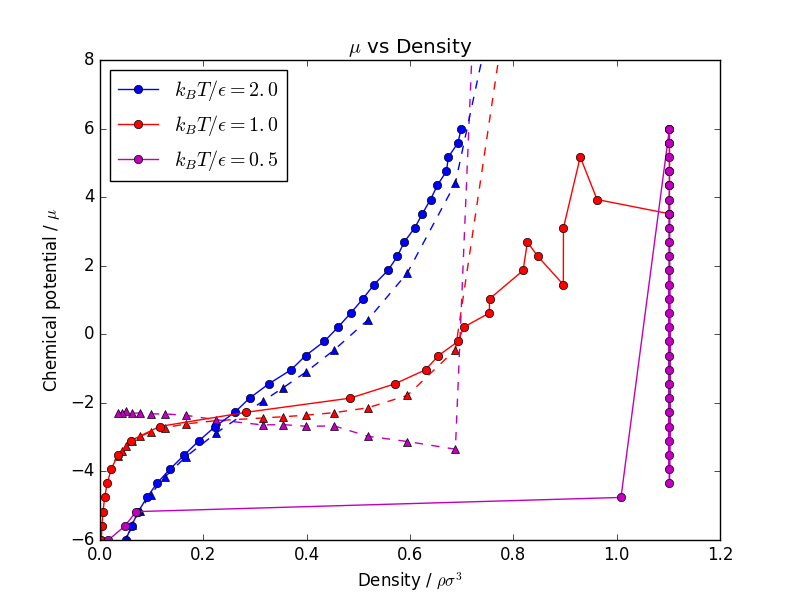 μ vs Density
k_BT/ϵ = 2.0
k_BT/ϵ = 1.0
k_BT/ϵ = 0.5
Chemical potential / μ
8
6
4
2
0
−2
−4
−6
0.0 0.2 0.4 0.6 0.8 1.0 1.2
Density / ρσ³